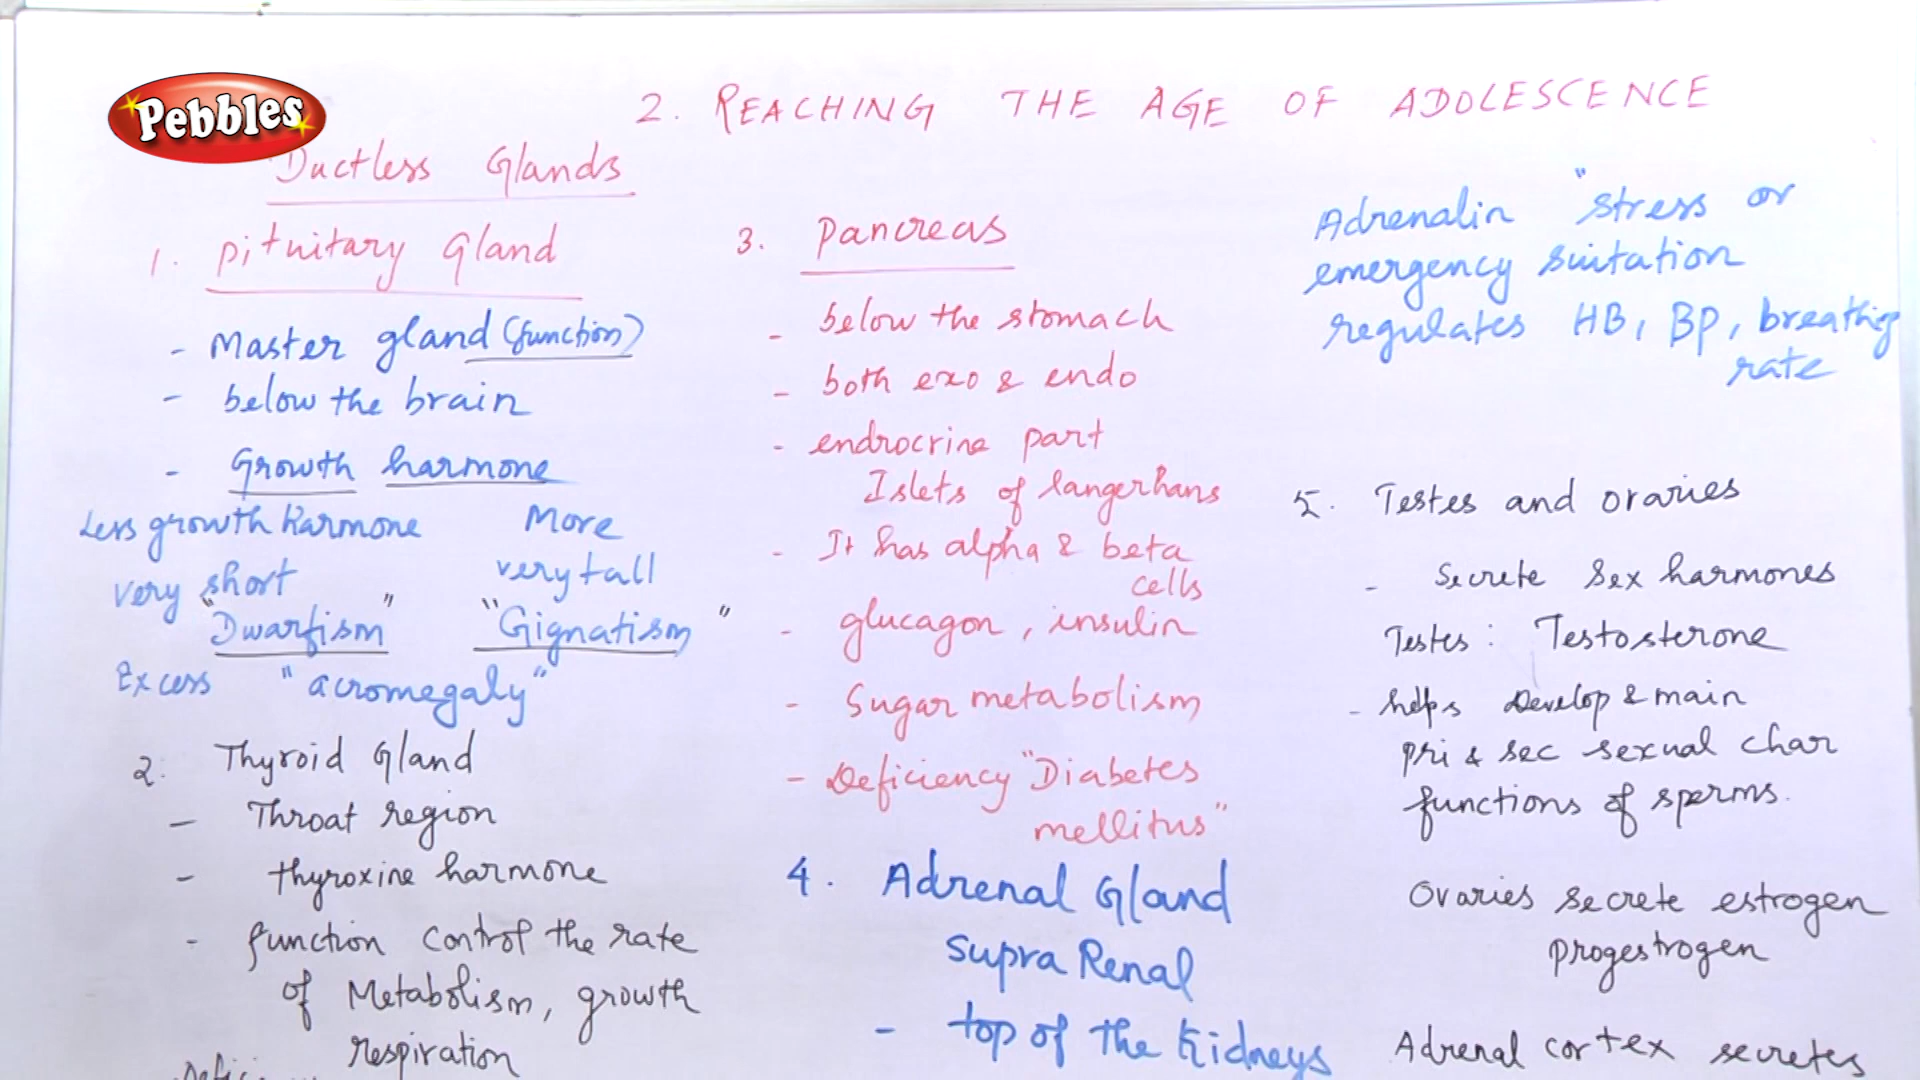 Pebbles
2. REACHING THE AGE OF ADOLESCENCE
Ductless Glands
1. Pituitary Gland
- Master gland (function)
- below the brain
- Growth harmone
Less growth harmone More
very short very tall
"Dwarfism" "Gignatism"
Excess "acromegaly"
2. Thyroid Gland
- Throat region
- thyroxine harmone
- function control the rate
of Metabolism, growth
respiration
3. Pancreas
- below the stomach
- both exo & endo
- endrocrine part
Islets of langerhans
- It has alpha & beta
cells
- glucagon, insulin
- Sugar metabolism
- Deficiency "Diabetes
mellitus"
4. Adrenal Gland
Supra Renal
- top of the Kidneys
Adrenalin "stress or
emergency suitation
regulates HB, BP, breathing
rate
5. Testes and ovaries
- Secrete Sex harmones
Testes: Testosterone
- helps Develop & main
pri & sec sexual char
functions of sperms.
Ovaries secrete estrogen
progestrogen
Adrenal cortex secretes